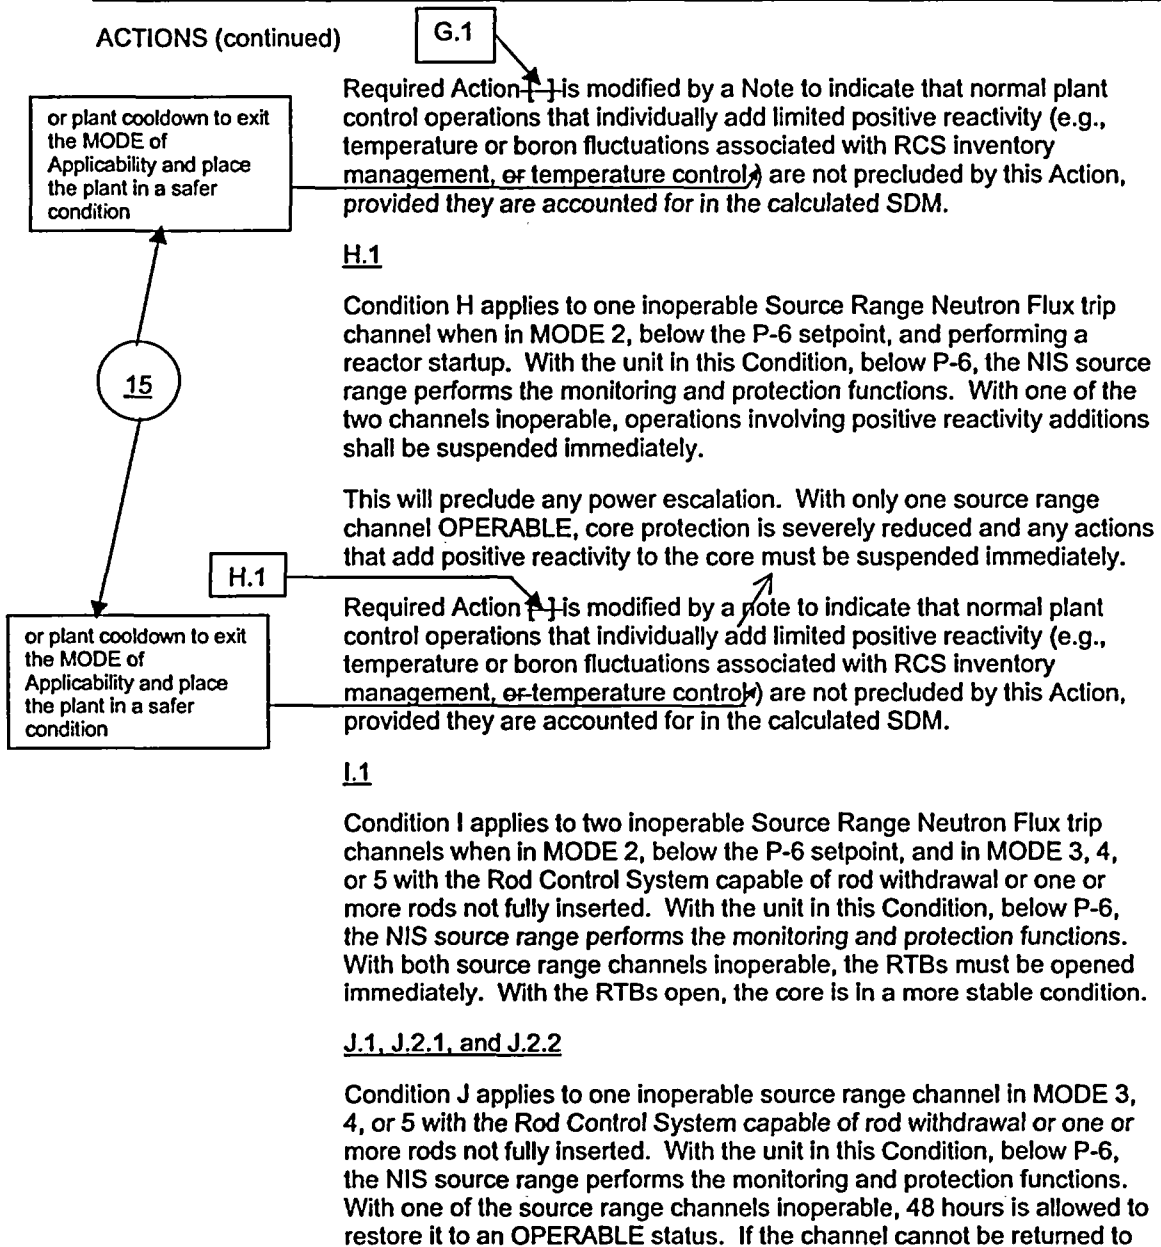 ACTIONS (continued)
G.1
Required Action [ ] is modified by a Note to indicate that normal plant
control operations that individually add limited positive reactivity (e.g.,
temperature or boron fluctuations associated with RCS inventory
management, or temperature control,) are not precluded by this Action,
provided they are accounted for in the calculated SDM.
or plant cooldown to exit
the MODE of
Applicability and place
the plant in a safer
condition
H.1
Condition H applies to one inoperable Source Range Neutron Flux trip
channel when in MODE 2, below the P-6 setpoint, and performing a
reactor startup. With the unit in this Condition, below P-6, the NIS source
range performs the monitoring and protection functions. With one of the
two channels inoperable, operations involving positive reactivity additions
shall be suspended immediately.
15
This will preclude any power escalation. With only one source range
channel OPERABLE, core protection is severely reduced and any actions
that add positive reactivity to the core must be suspended immediately.
H.1
Required Action [ ] is modified by a note to indicate that normal plant
control operations that individually add limited positive reactivity (e.g.,
temperature or boron fluctuations associated with RCS inventory
management, or temperature control,) are not precluded by this Action,
provided they are accounted for in the calculated SDM.
or plant cooldown to exit
the MODE of
Applicability and place
the plant in a safer
condition
I.1
Condition I applies to two inoperable Source Range Neutron Flux trip
channels when in MODE 2, below the P-6 setpoint, and in MODE 3, 4,
or 5 with the Rod Control System capable of rod withdrawal or one or
more rods not fully inserted. With the unit in this Condition, below P-6,
the NIS source range performs the monitoring and protection functions.
With both source range channels inoperable, the RTBs must be opened
immediately. With the RTBs open, the core is in a more stable condition.
J.1, J.2.1, and J.2.2
Condition J applies to one inoperable source range channel in MODE 3,
4, or 5 with the Rod Control System capable of rod withdrawal or one or
more rods not fully inserted. With the unit in this Condition, below P-6,
the NIS source range performs the monitoring and protection functions.
With one of the source range channels inoperable, 48 hours is allowed to
restore it to an OPERABLE status. If the channel cannot be returned to